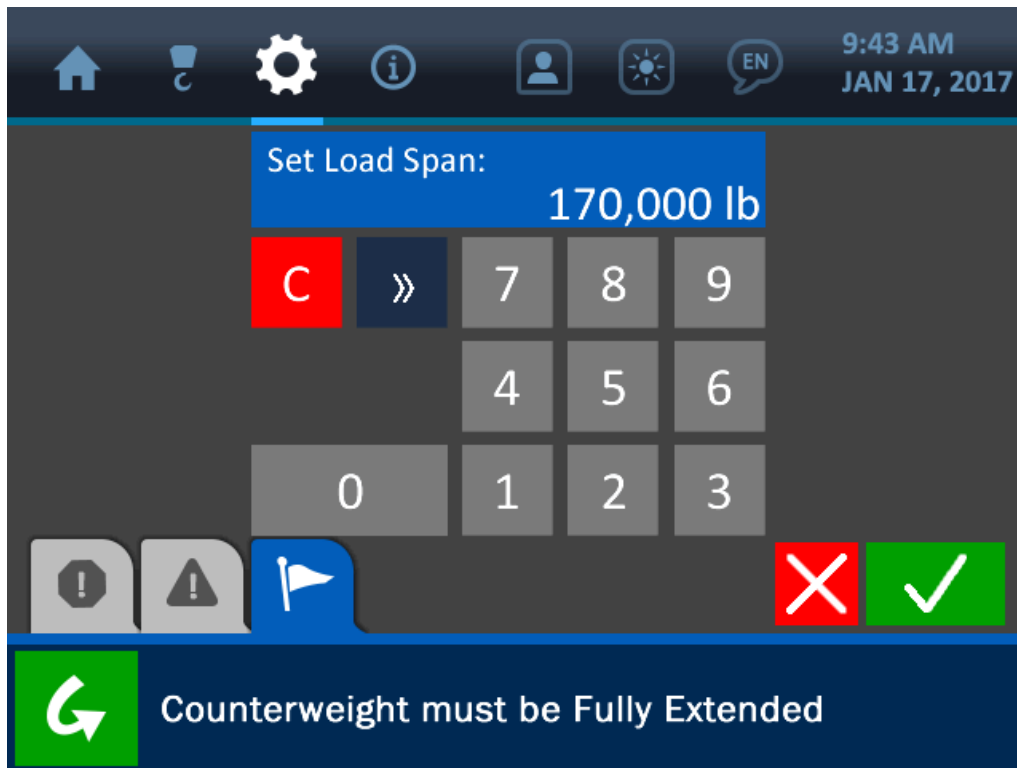 EN
9:43 AM
JAN 17, 2017
Set Load Span:
170,000 lb
C » 7 8 9
4 5 6
0 1 2 3
Counterweight must be Fully Extended